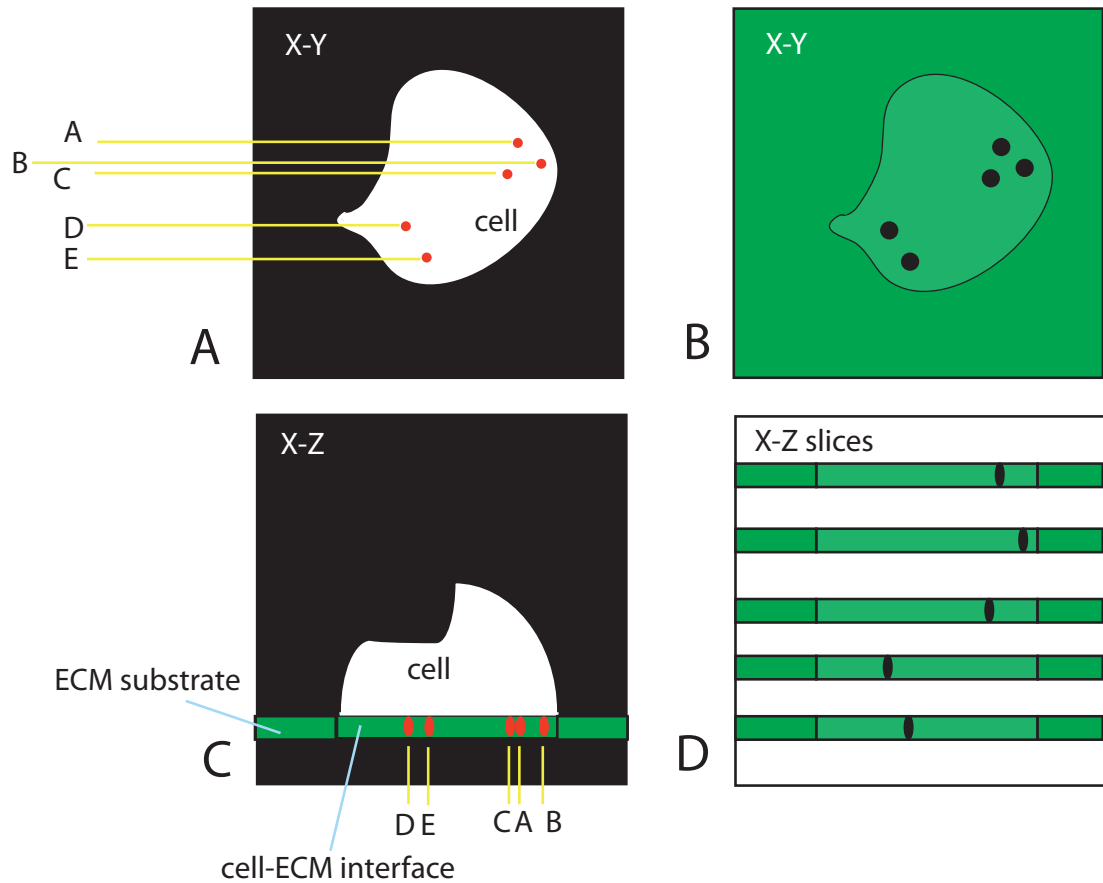 X-Y
A
B
C
D
E
cell
A
X-Y
B
X-Z
cell
ECM substrate
C
D E C A B
cell-ECM interface
X-Z slices
D